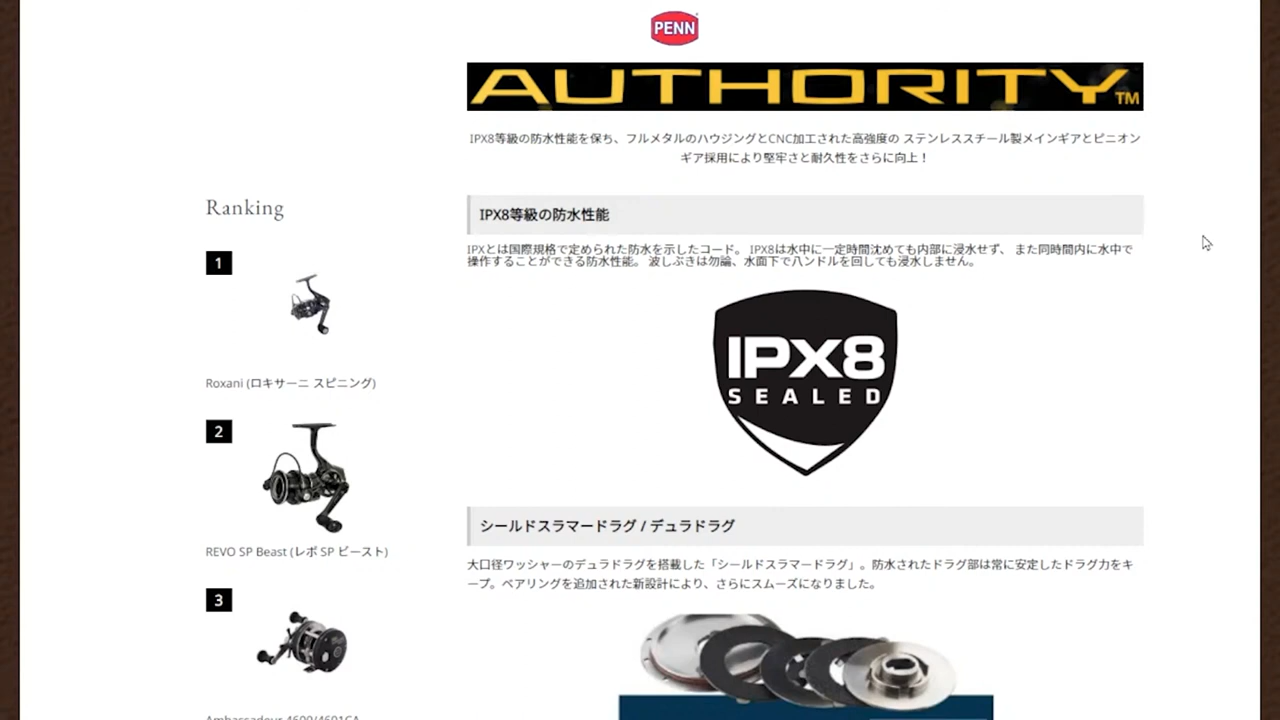 PENN
AUTHORITY™
IPX8等級の防水性能を保ち、フルメタルのハウジングとCNC加工された高強度の ステンレススチール製メインギアとピニオン
ギア採用により堅牢さと耐久性をさらに向上！
Ranking
IPX8等級の防水性能
IPXとは国際規格で定められた防水を示したコード。 IPX8は水中に一定時間沈めても内部に浸水せず、 また同時間内に水中で
操作することができる防水性能。 波しぶきは勿論、水面下でハンドルを回しても浸水しません。
1
IPX8
SEALED
Roxani (ロキサーニ スピニング)
2
シールドスラマードラグ / デュラドラグ
REVO SP Beast (レボ SP ビースト)
大口径ワッシャーのデュラドラグを搭載した「シールドスラマードラグ」。防水されたドラグ部は常に安定したドラグ力をキ
ープ。ベアリングを追加された新設計により、さらにスムーズになりました。
3
Ambassadeur 4600/4601CA